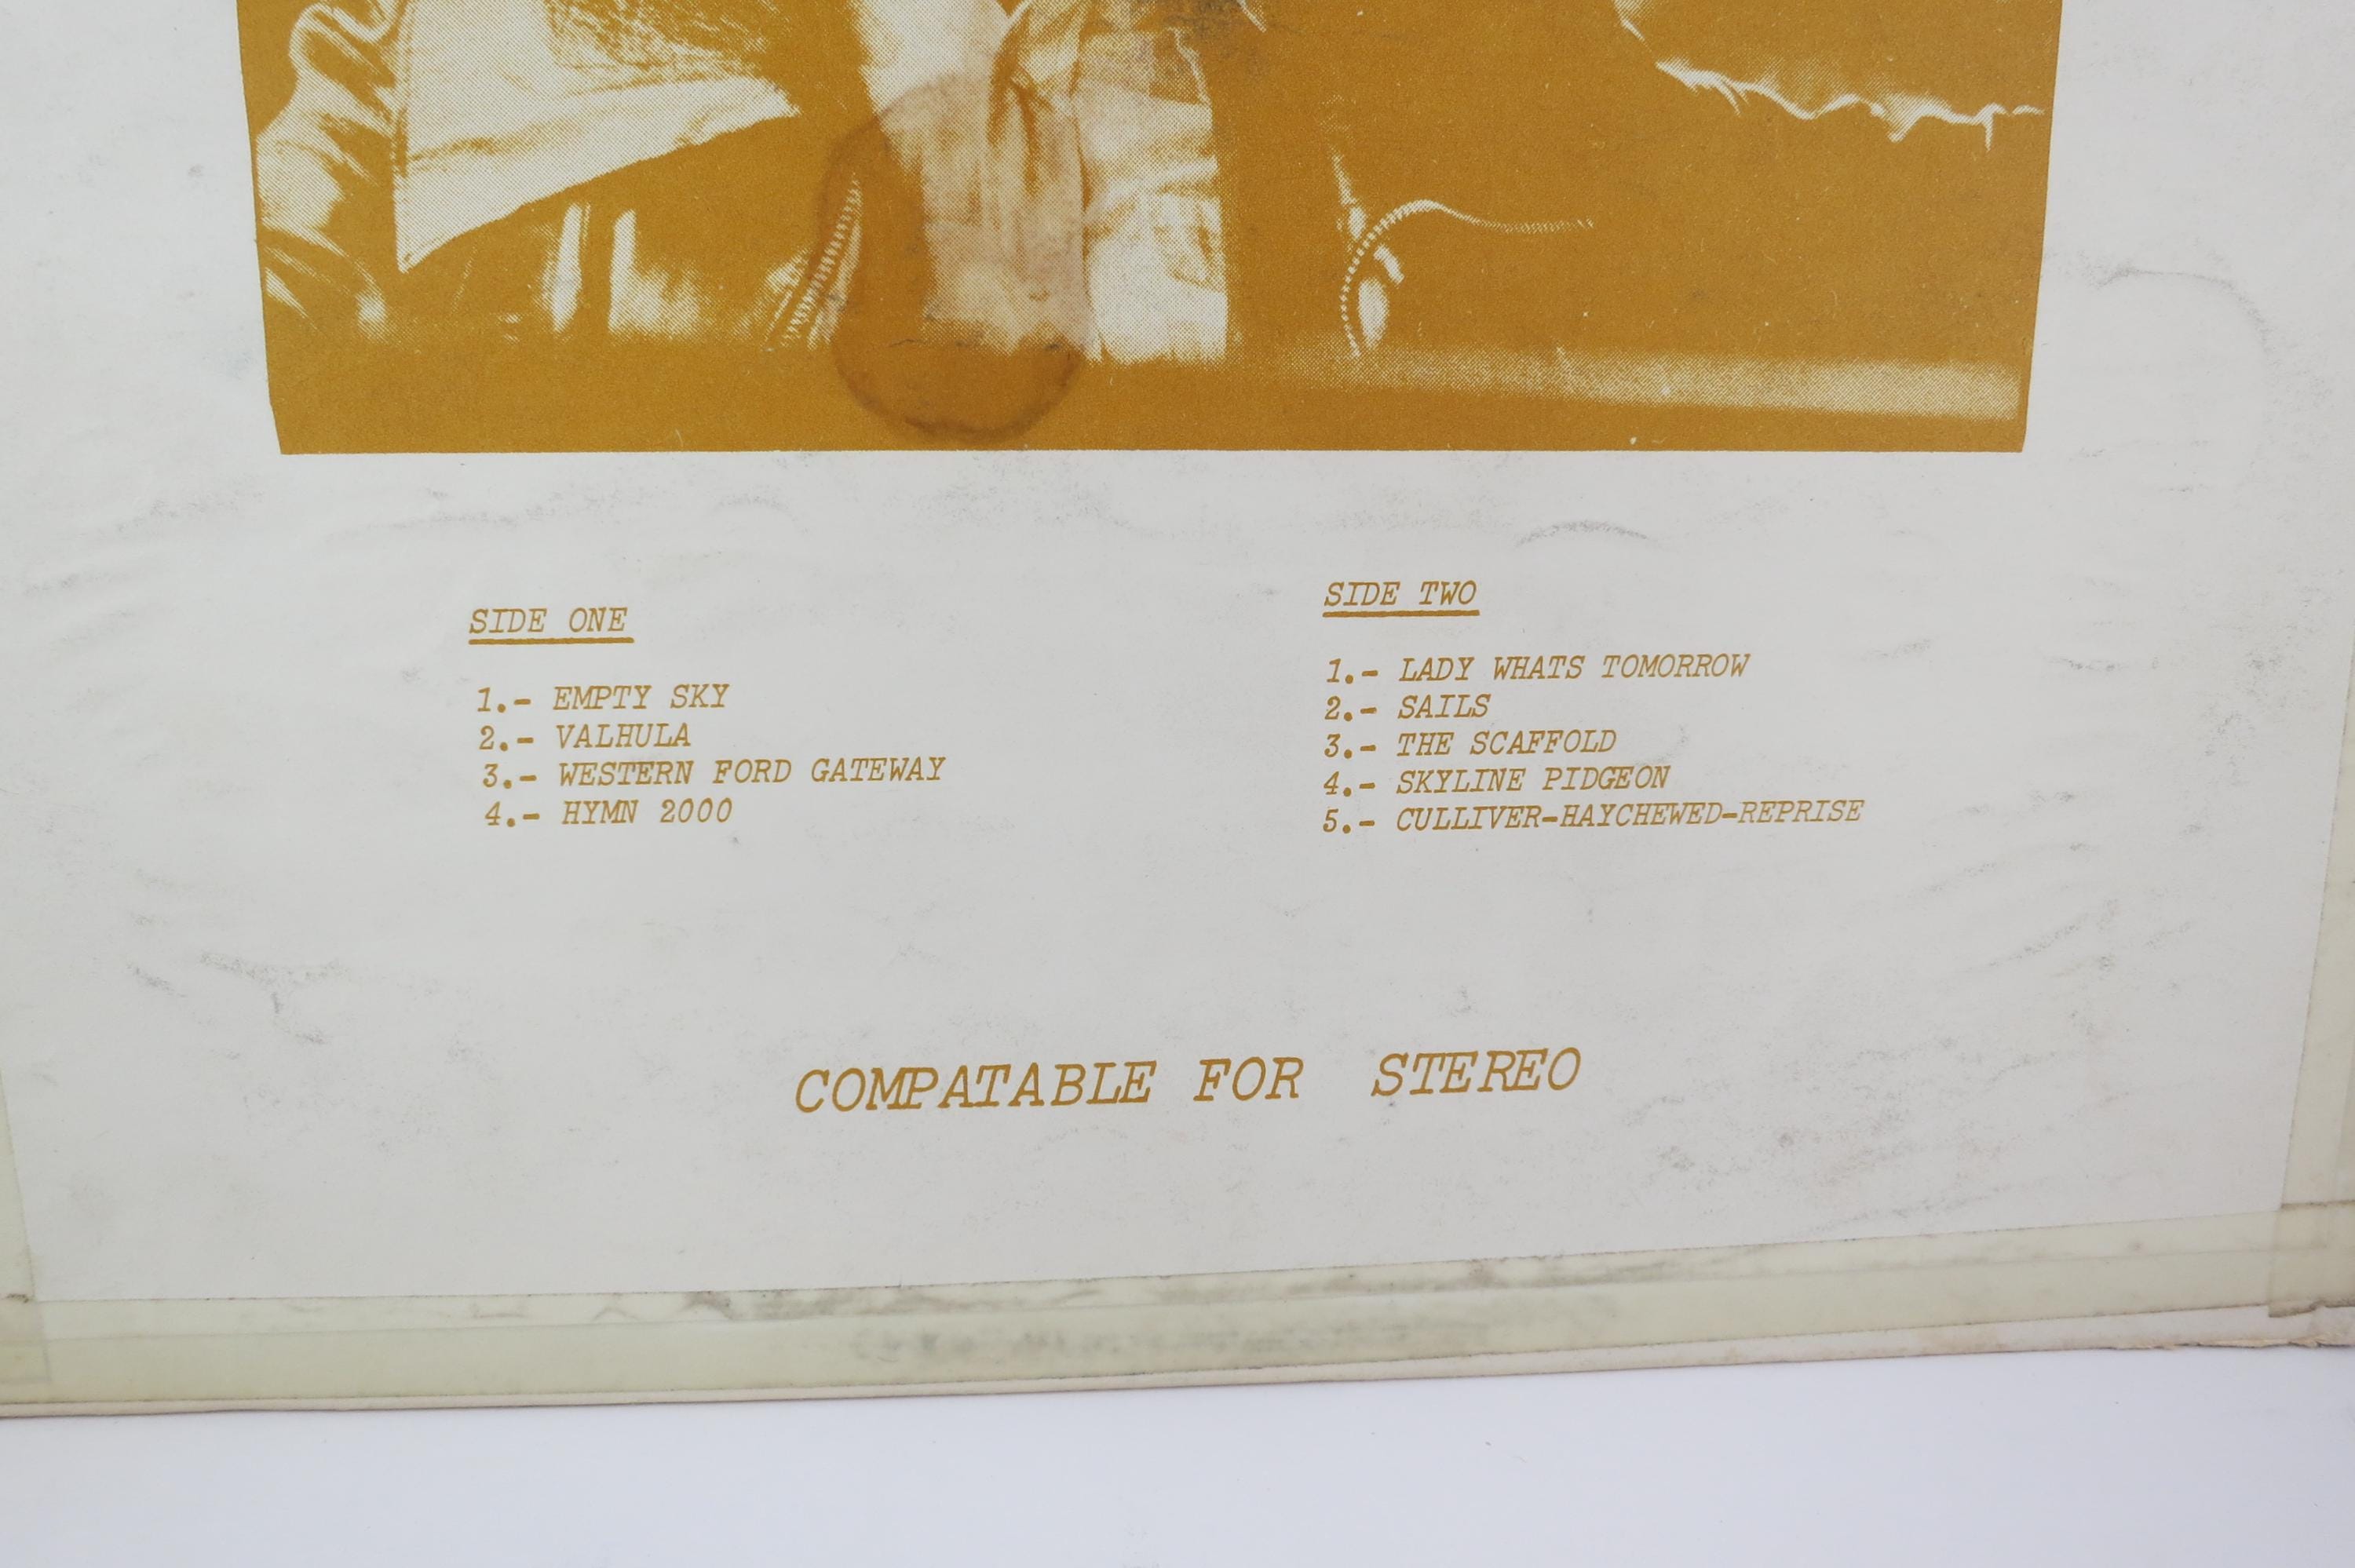 SIDE ONE
1.- EMPTY SKY
2.- VALHULA
3.- WESTERN FORD GATEWAY
4.- HYMN 2000
SIDE TWO
1.- LADY WHATS TOMORROW
2.- SAILS
3.- THE SCAFFOLD
4.- SKYLINE PIDGEON
5.- CULLIVER-HAYCHEWED-REPRISE
COMPATABLE FOR STEREO